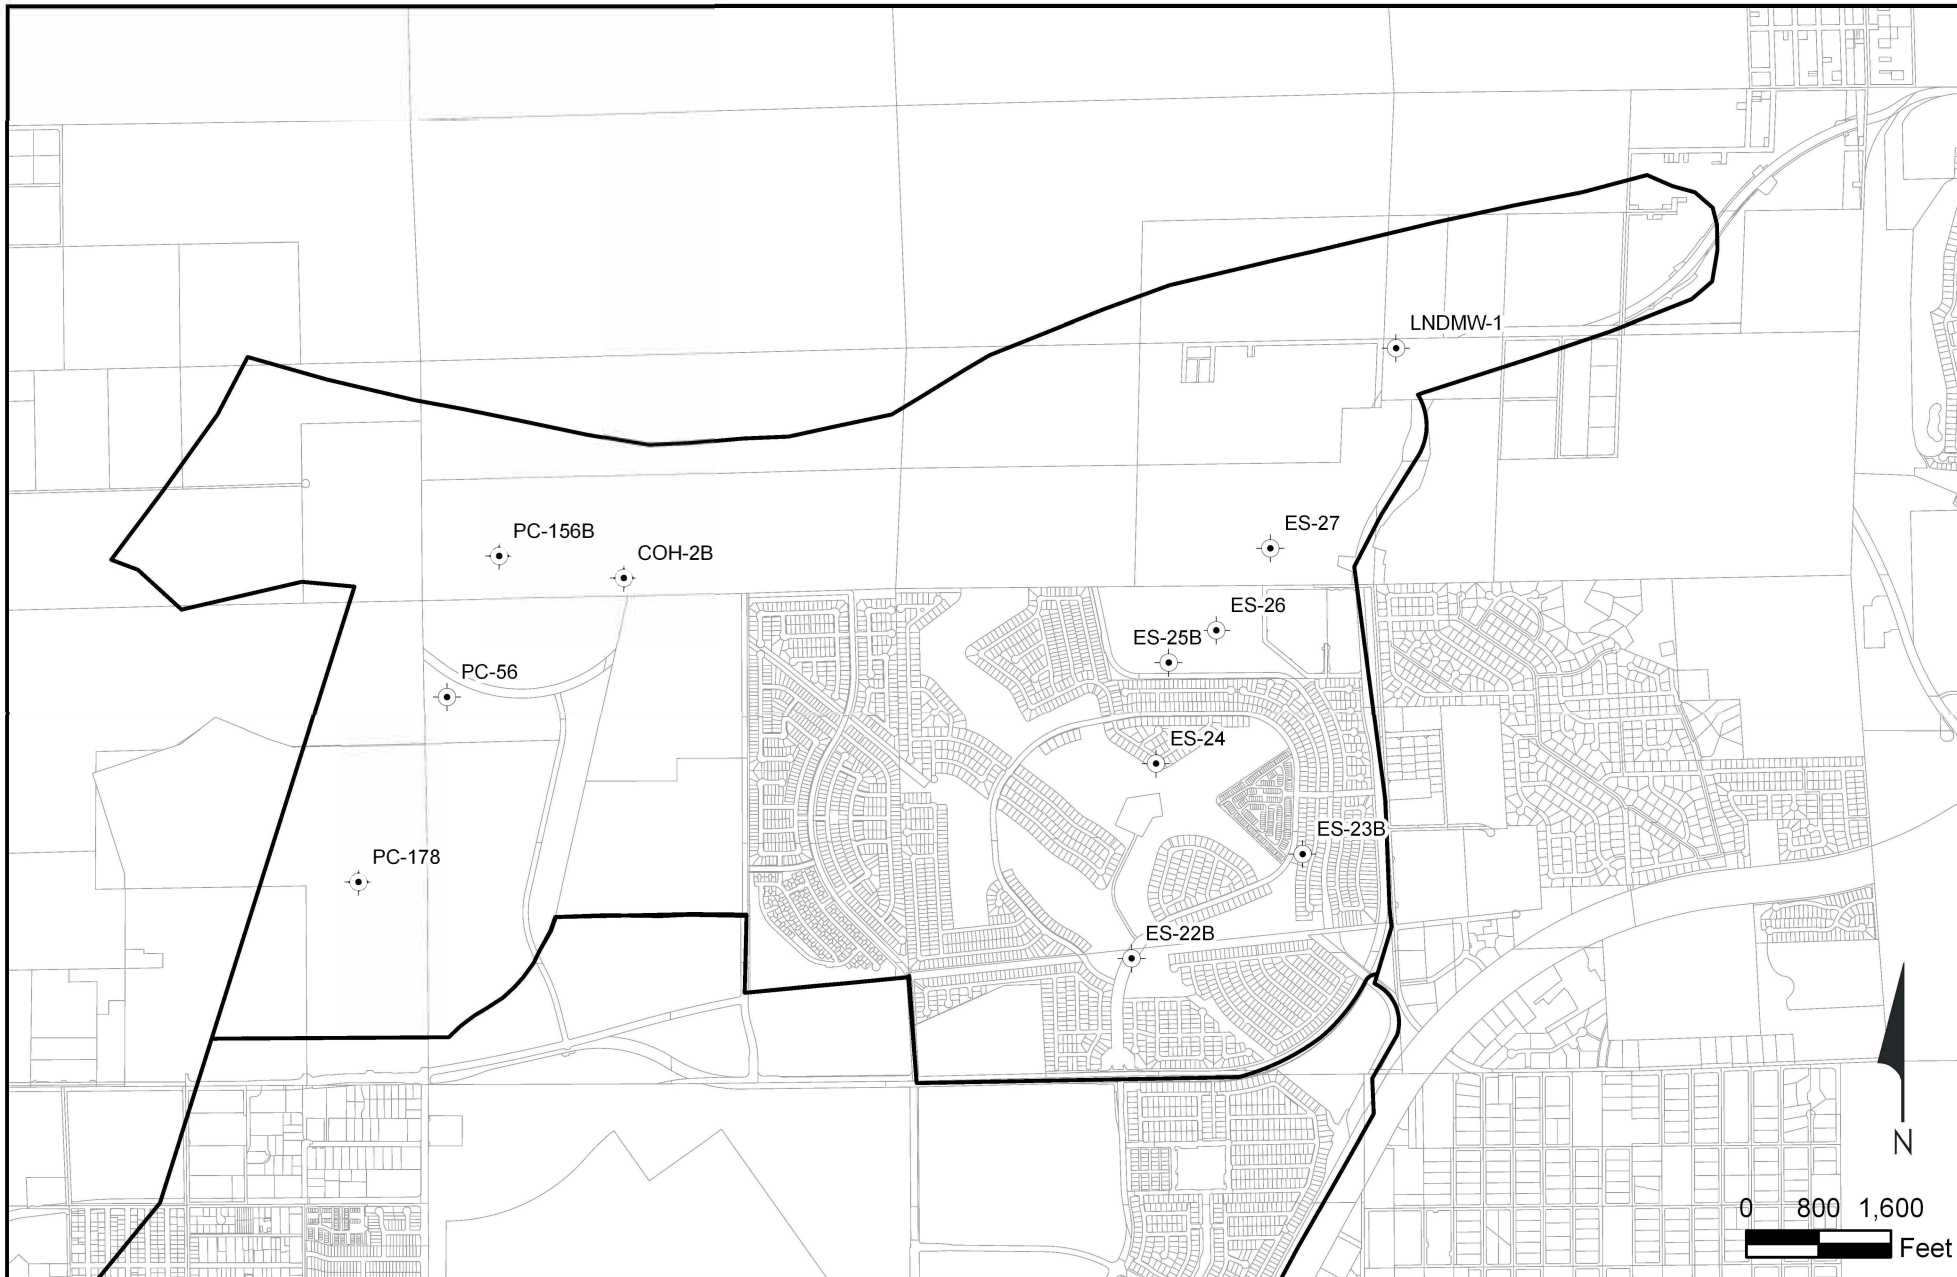 LNDMW-1
ES-27
PC-156B
COH-2B
ES-26
ES-25B
PC-56
ES-24
ES-23B
PC-178
ES-22B
N
0 800 1,600
Feet